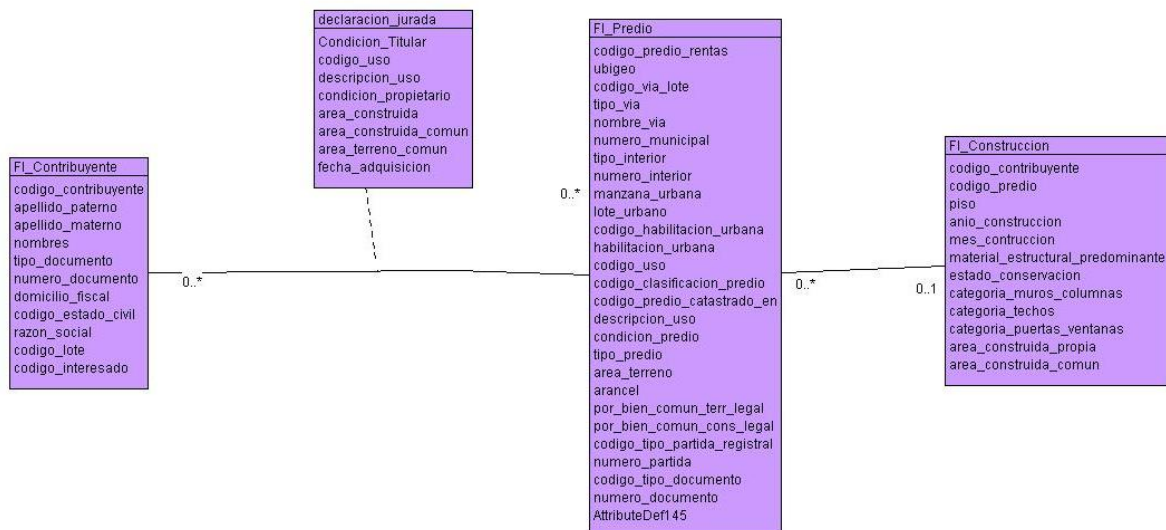 declaracion_jurada
Condicion_Titular
codigo_uso
descripcion_uso
condicion_propietario
area_construida
area_construida_comun
area_terreno_comun
fecha_adquisicion
FI_Contribuyente
codigo_contribuyente
apellido_paterno
apellido_materno
nombres
tipo_documento
numero_documento
domicilio_fiscal
codigo_estado_civil
razon_social
codigo_lote
codigo_interesado
0..*
0..*
FI_Predio
codigo_predio_rentas
ubigeo
codigo_via_lote
tipo_via
nombre_via
numero_municipal
tipo_interior
numero_interior
manzana_urbana
lote_urbano
codigo_habilitacion_urbana
habilitacion_urbana
codigo_uso
codigo_clasificacion_predio
codigo_predio_catastrado_en
descripcion_uso
condicion_predio
tipo_predio
area_terreno
arancel
por_bien_comun_terr_legal
por_bien_comun_cons_legal
codigo_tipo_partida_registral
numero_partida
codigo_tipo_documento
numero_documento
AttributeDef145
0..*
0..1
FI_Construccion
codigo_contribuyente
codigo_predio
piso
anio_construccion
mes_contruccion
material_estructural_predominante
estado_conservacion
categoria_muros_columnas
categoria_techos
categoria_puertas_ventanas
area_construida_propia
area_construida_comun